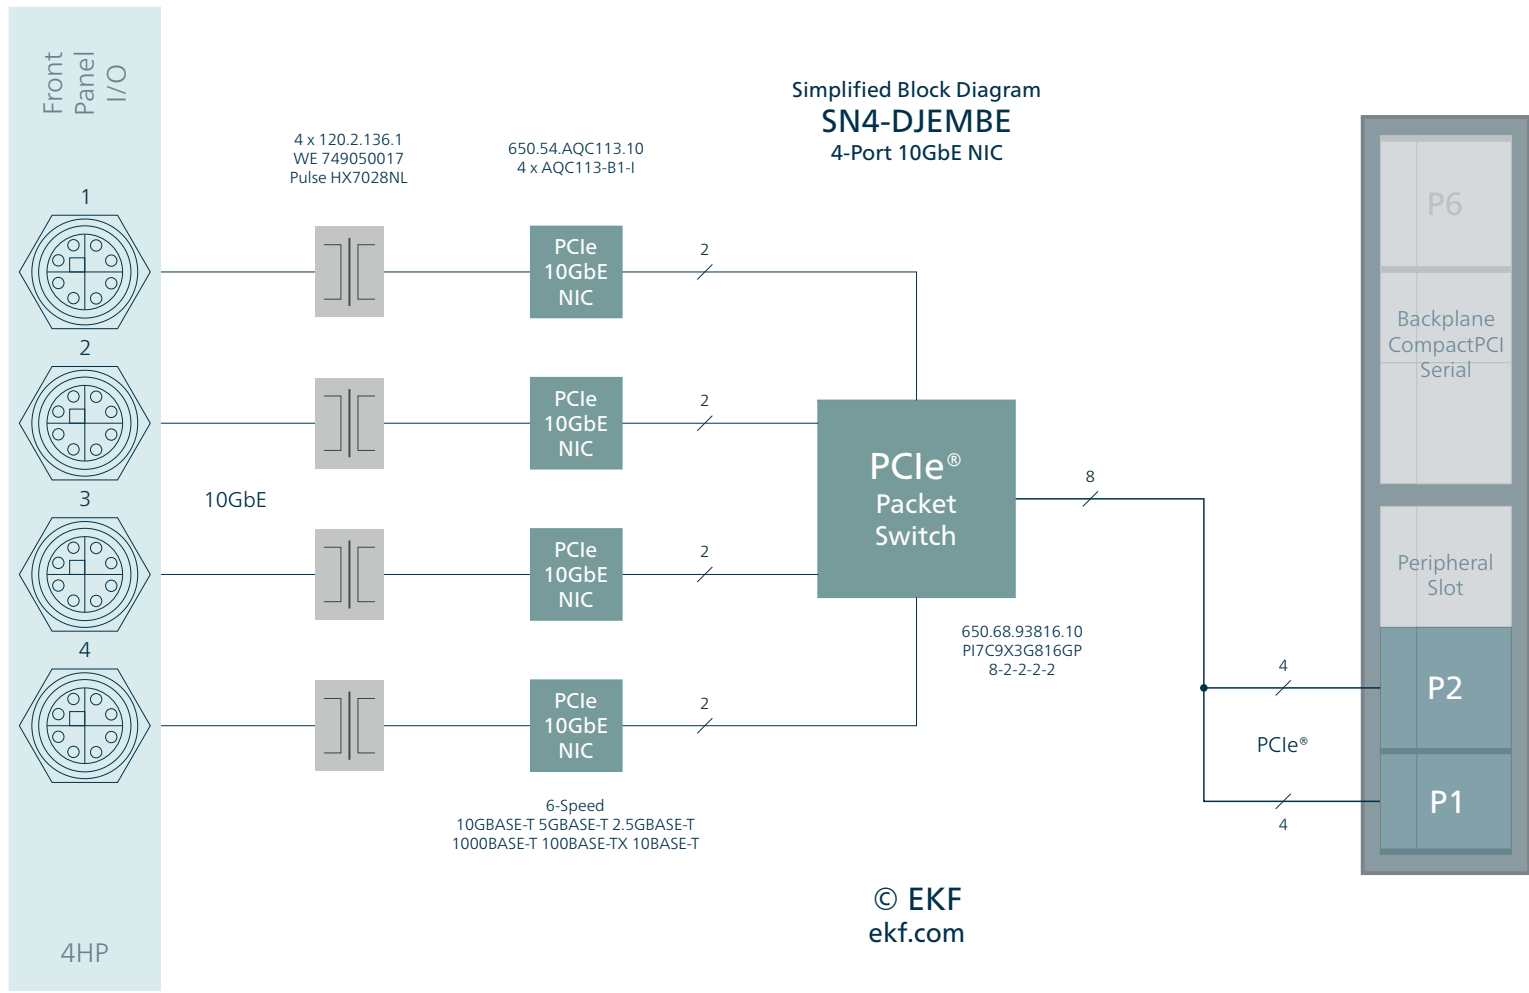 Front
Panel
I/O
Simplified Block Diagram
SN4-DJEMBE
4-Port 10GbE NIC
4 x 120.2.136.1
WE 749050017
Pulse HX7028NL
650.54.AQC113.10
4 x AQC113-B1-I
1
PCIe
10GbE
NIC
2
2
PCIe
10GbE
NIC
2
3
10GbE
PCIe
10GbE
NIC
2
4
PCIe
10GbE
NIC
2
6-Speed
10GBASE-T 5GBASE-T 2.5GBASE-T
1000BASE-T 100BASE-TX 10BASE-T
PCIe®
Packet
Switch
650.68.93816.10
PI7C9X3G816GP
8-2-2-2-2
8
4
PCIe®
4
P6
Backplane
CompactPCI
Serial
Peripheral
Slot
P2
P1
© EKF
ekf.com
4HP